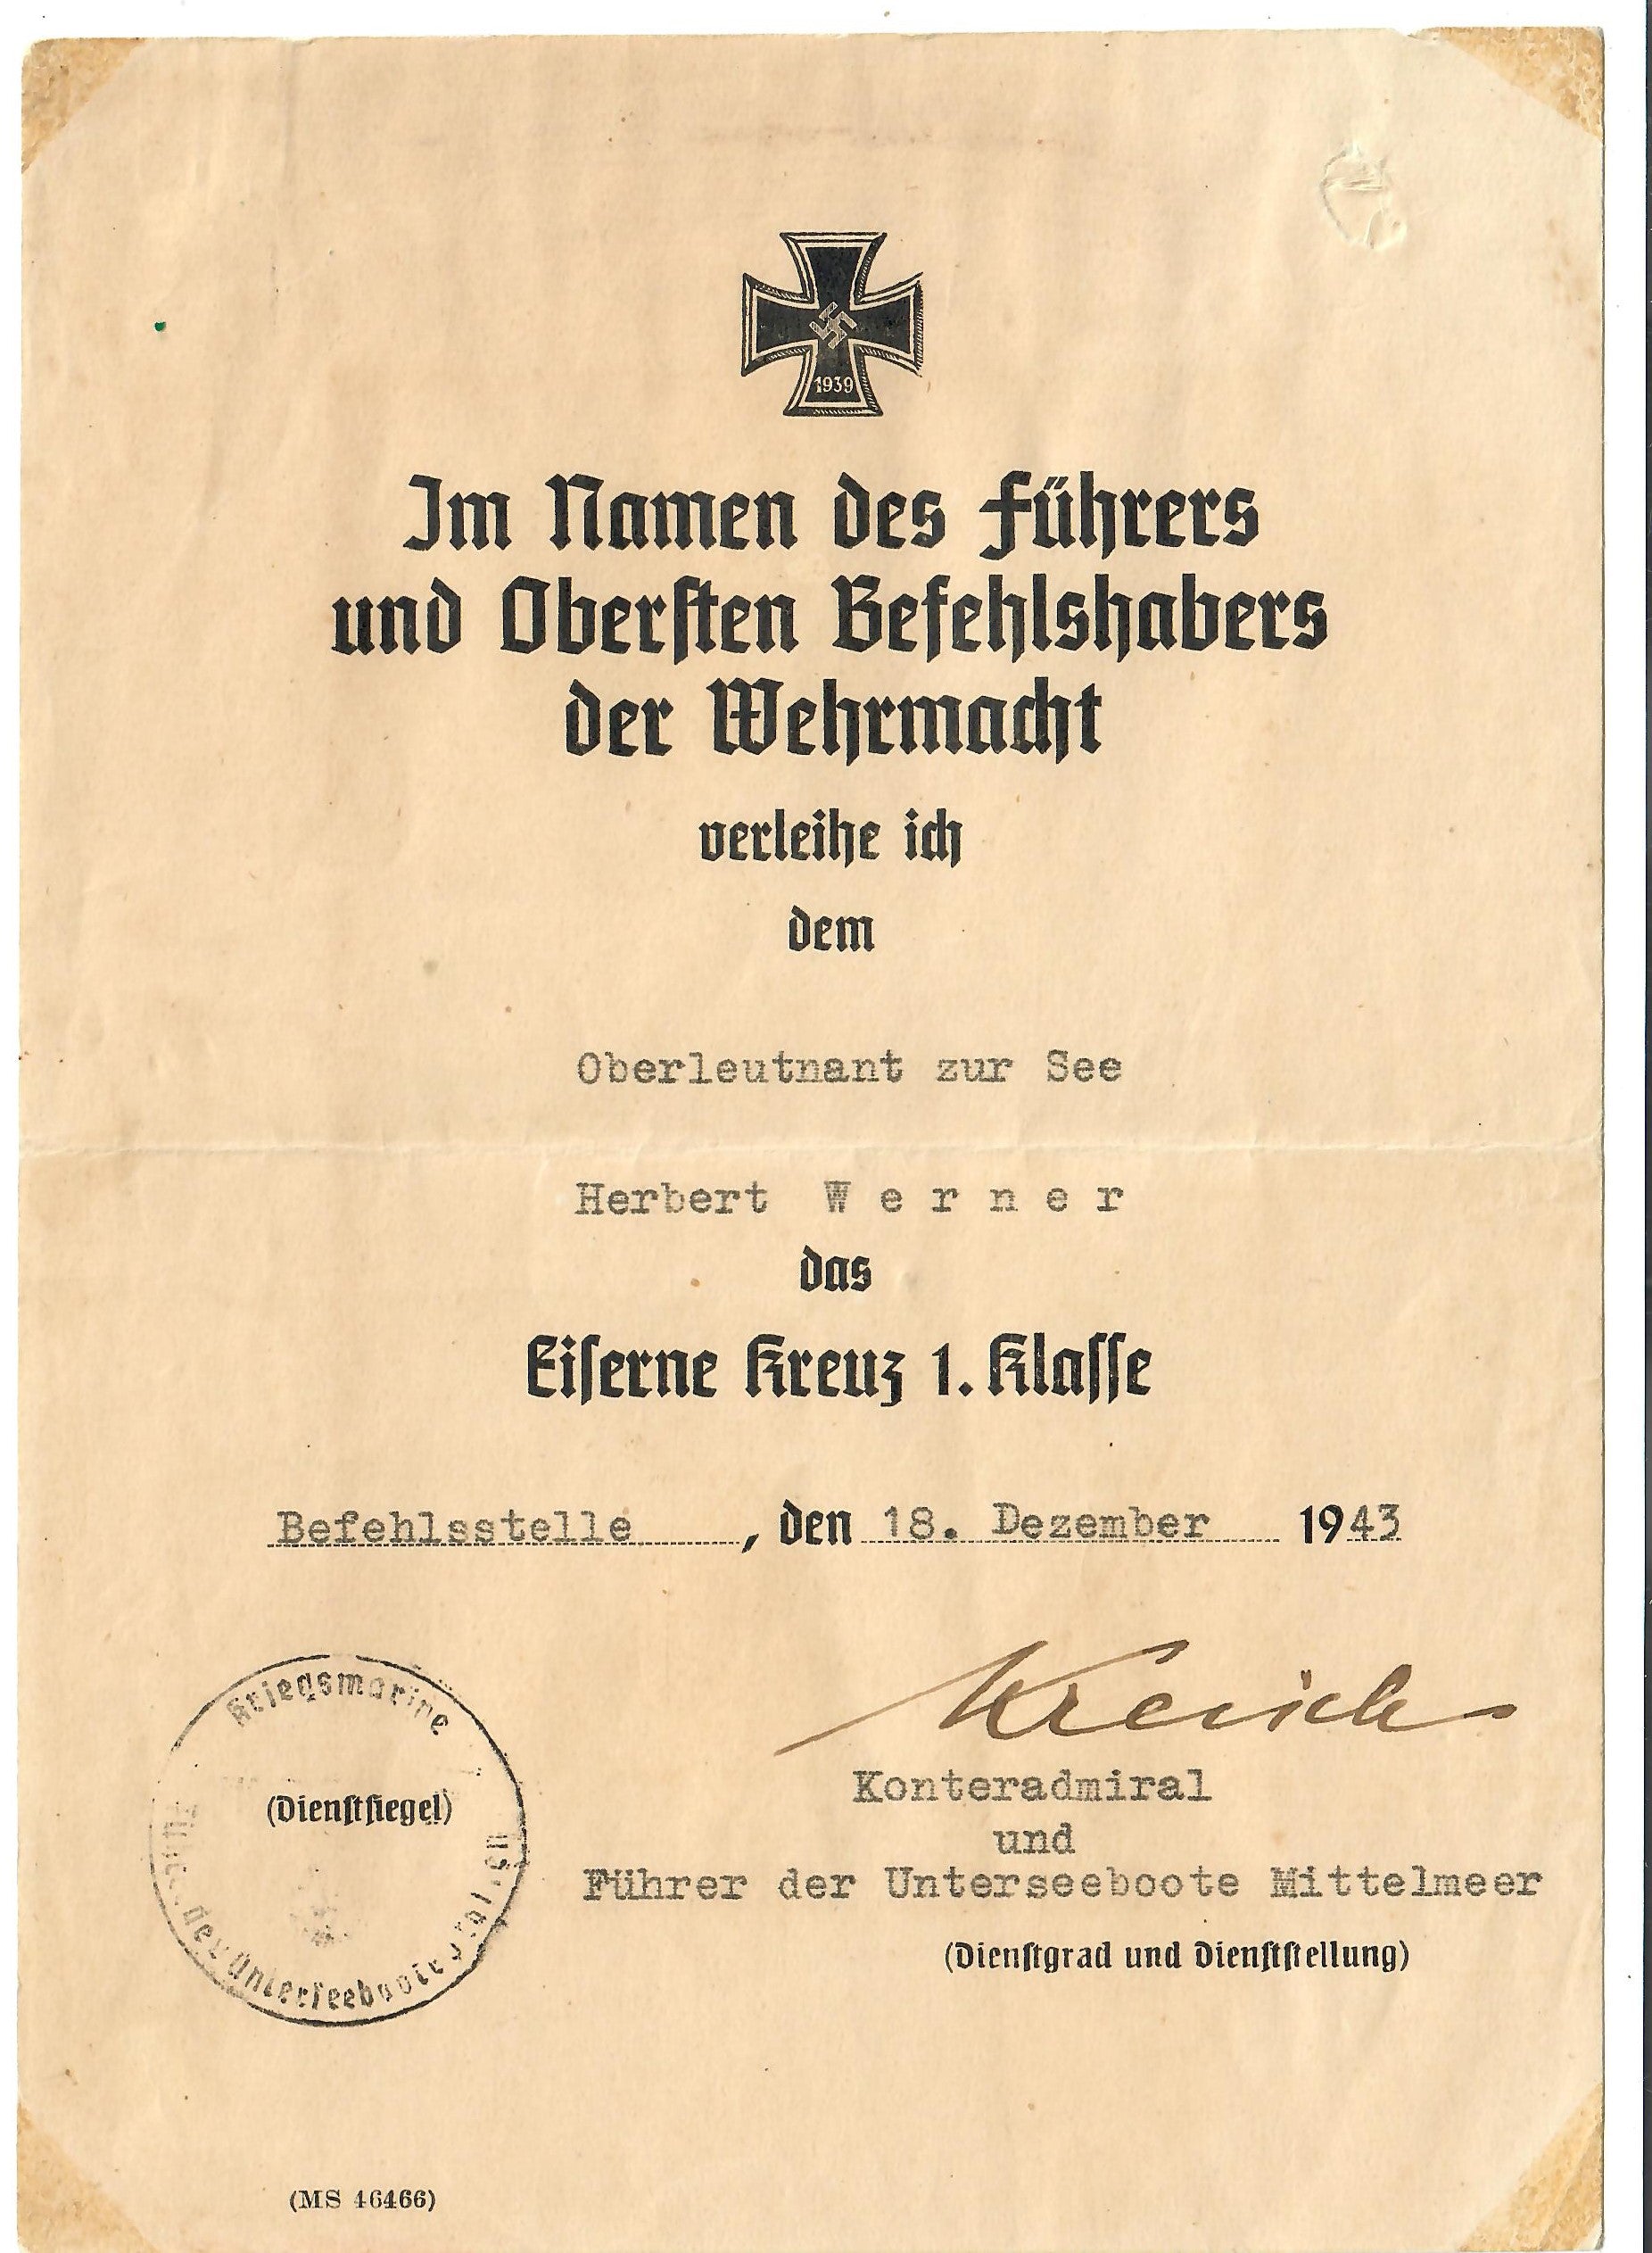 1939
Im Namen des Führers
und Obersten Befehlshabers
der Wehrmacht
verleihe ich
dem
Oberleutnant zur See
Herbert W e r n e r
das
Eiserne Kreuz 1. Klasse
Befehlsstelle, den 18. Dezember 1943
Kriegsmarine
(Dienstsiegel)
der Unterseeboote
Konteradmiral
und
Führer der Unterseeboote Mittelmeer
(Dienstgrad und Dienststellung)
(MS 46466)